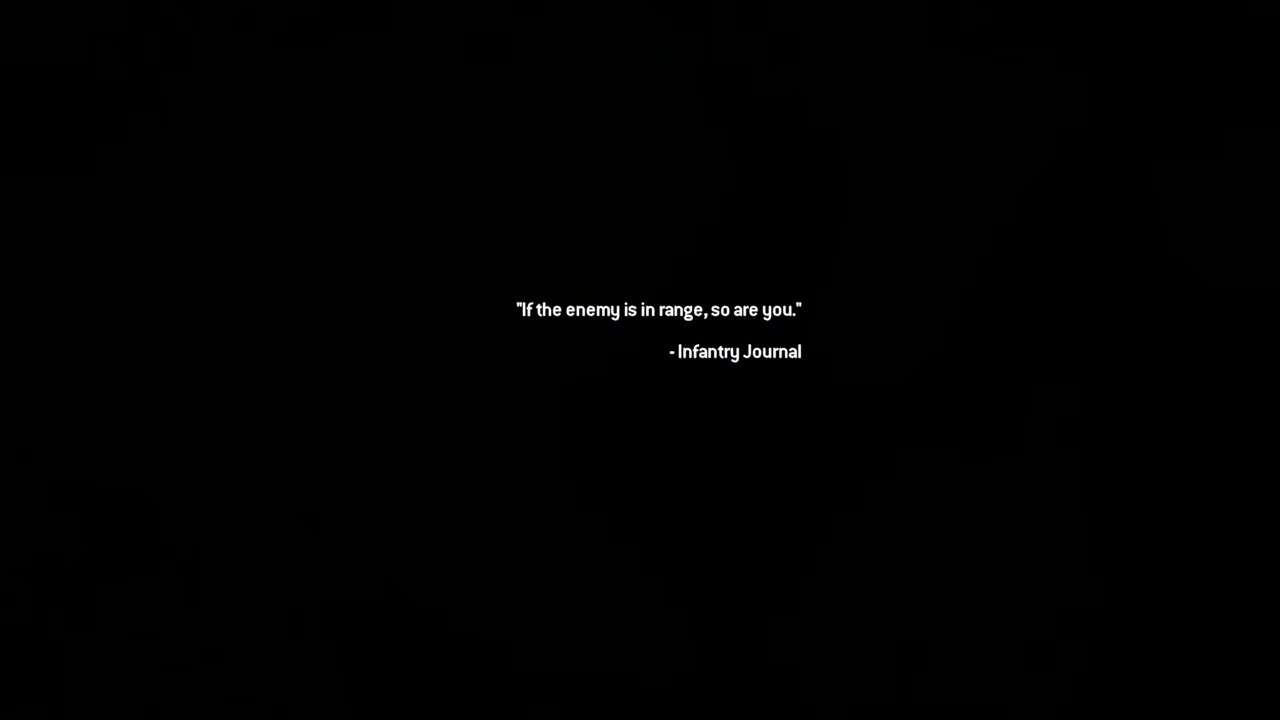 "If the enemy is in range, so are you."
- Infantry Journal